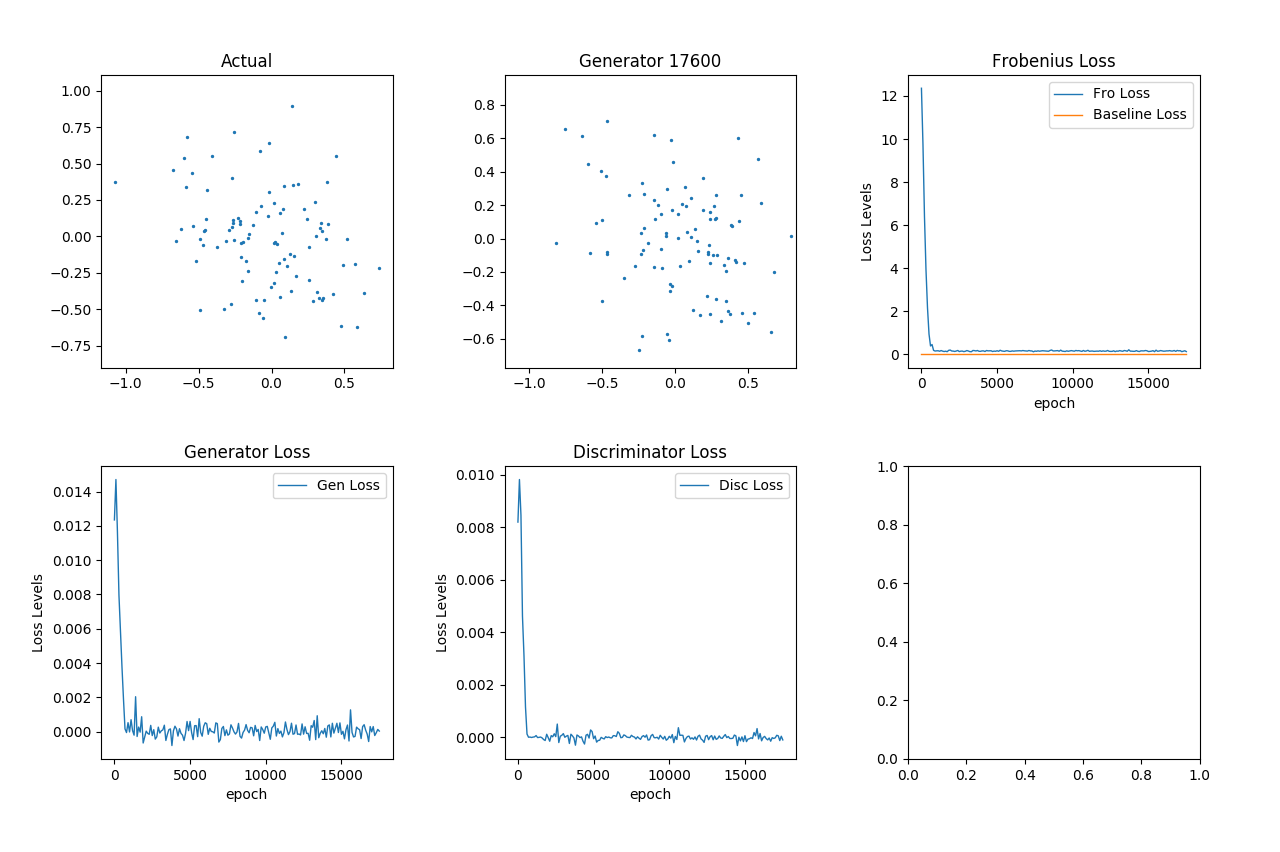 Actual
1.00
0.75
0.50
0.25
0.00
−0.25
−0.50
−0.75
−1.0 −0.5 0.0 0.5
Generator 17600
0.8
0.6
0.4
0.2
0.0
−0.2
−0.4
−0.6
−1.0 −0.5 0.0 0.5
Frobenius Loss
Fro Loss
Baseline Loss
Loss Levels
12
10
8
6
4
2
0
0 5000 10000 15000
epoch
Generator Loss
Gen Loss
Loss Levels
0.014
0.012
0.010
0.008
0.006
0.004
0.002
0.000
0 5000 10000 15000
epoch
Discriminator Loss
Disc Loss
Loss Levels
0.010
0.008
0.006
0.004
0.002
0.000
0 5000 10000 15000
epoch
1.0
0.8
0.6
0.4
0.2
0.0
0.0 0.2 0.4 0.6 0.8 1.0